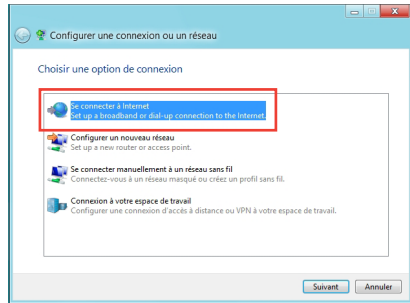 Configurer une connexion ou un réseau
Choisir une option de connexion
Se connecter à Internet
Set up a broadband or dial-up connection to the Internet.
Configurer un nouveau réseau
Set up a new router or access point.
Se connecter manuellement à un réseau sans fil
Connectez-vous à un réseau masqué ou créez un profil sans fil.
Connexion à votre espace de travail
Configurer une connexion d'accès à distance ou VPN à votre espace de travail.
Suivant Annuler